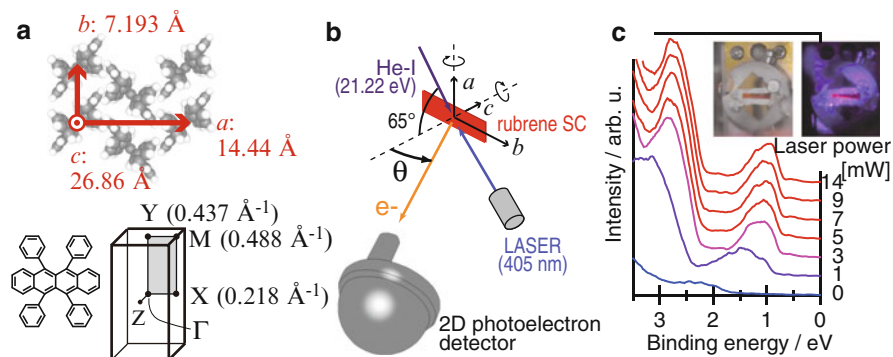 a
b: 7.193 Å
a:
14.44 Å
c:
26.86 Å
Y (0.437 Å⁻¹)
M (0.488 Å⁻¹)
X (0.218 Å⁻¹)
Z
Γ
b
He-I
(21.22 eV)
a
c
65°
rubrene SC
b
θ
e-
LASER
(405 nm)
2D photoelectron
detector
c
Intensity / arb. u.
Laser power
[mW]
14
9
7
5
3
1
0
3
2
1
0
Binding energy / eV